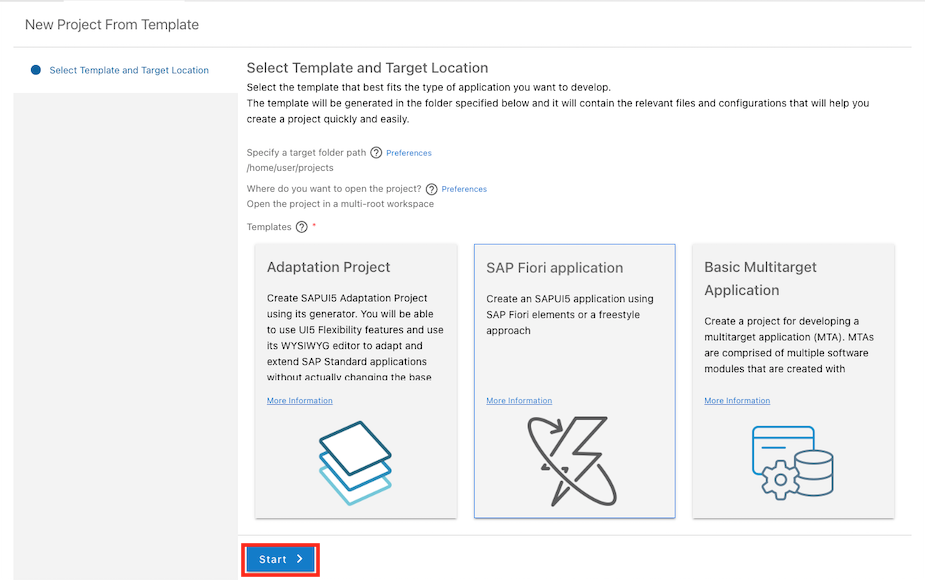 New Project From Template
Select Template and Target Location
Select Template and Target Location
Select the template that best fits the type of application you want to develop.
The template will be generated in the folder specified below and it will contain the relevant files and configurations that will help you
create a project quickly and easily.
Specify a target folder path ? Preferences
/home/user/projects
Where do you want to open the project? ? Preferences
Open the project in a multi-root workspace
Templates ? *
Adaptation Project
Create SAPUI5 Adaptation Project
using its generator. You will be able
to use UI5 Flexibility features and use
its WYSIWYG editor to adapt and
extend SAP Standard applications
without actually changing the base
More Information
SAP Fiori application
Create an SAPUI5 application using
SAP Fiori elements or a freestyle
approach
More Information
Basic Multitarget
Application
Create a project for developing a
multitarget application (MTA). MTAs
are comprised of multiple software
modules that are created with
More Information
Start >